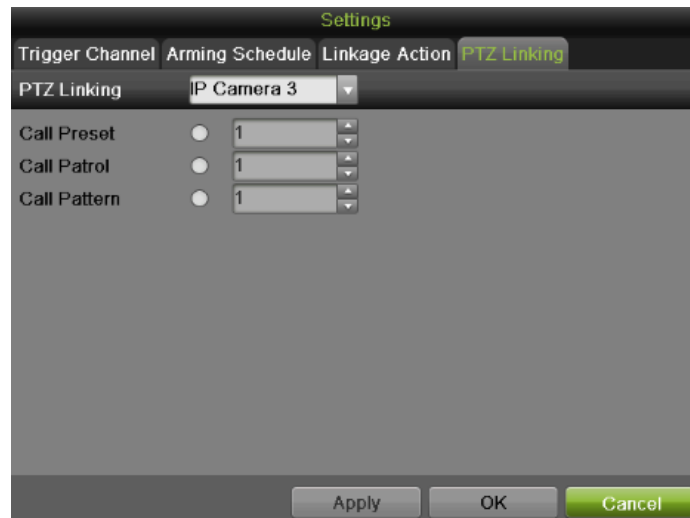 Settings
Trigger Channel Arming Schedule Linkage Action PTZ Linking
PTZ Linking IP Camera 3
Call Preset 1
Call Patrol 1
Call Pattern 1
Apply OK Cancel